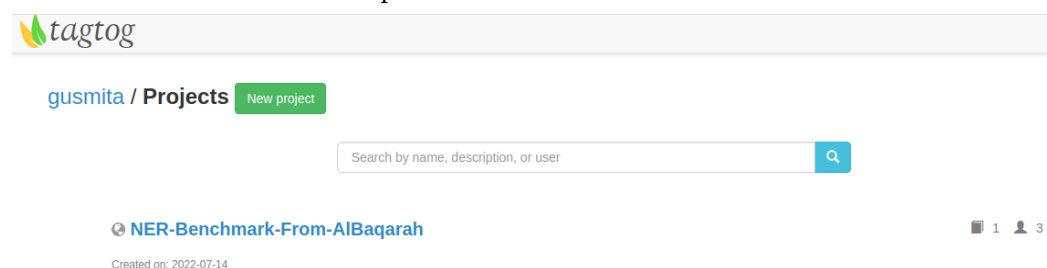 tagtog
gusmita / Projects New project
Search by name, description, or user
NER-Benchmark-From-AlBaqarah 1 3
Created on: 2022-07-14